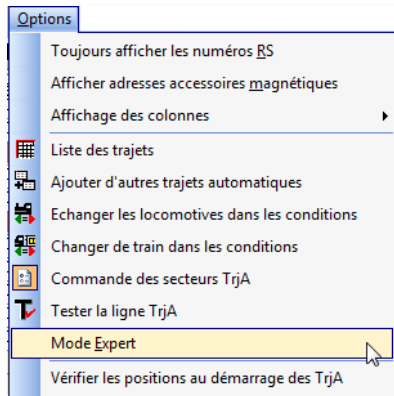 Options
Toujours afficher les numéros RS
Afficher adresses accessoires magnétiques
Affichage des colonnes
Liste des trajets
Ajouter d'autres trajets automatiques
Echanger les locomotives dans les conditions
Changer de train dans les conditions
Commande des secteurs TrjA
Tester la ligne TrjA
Mode Expert
Vérifier les positions au démarrage des TrjA